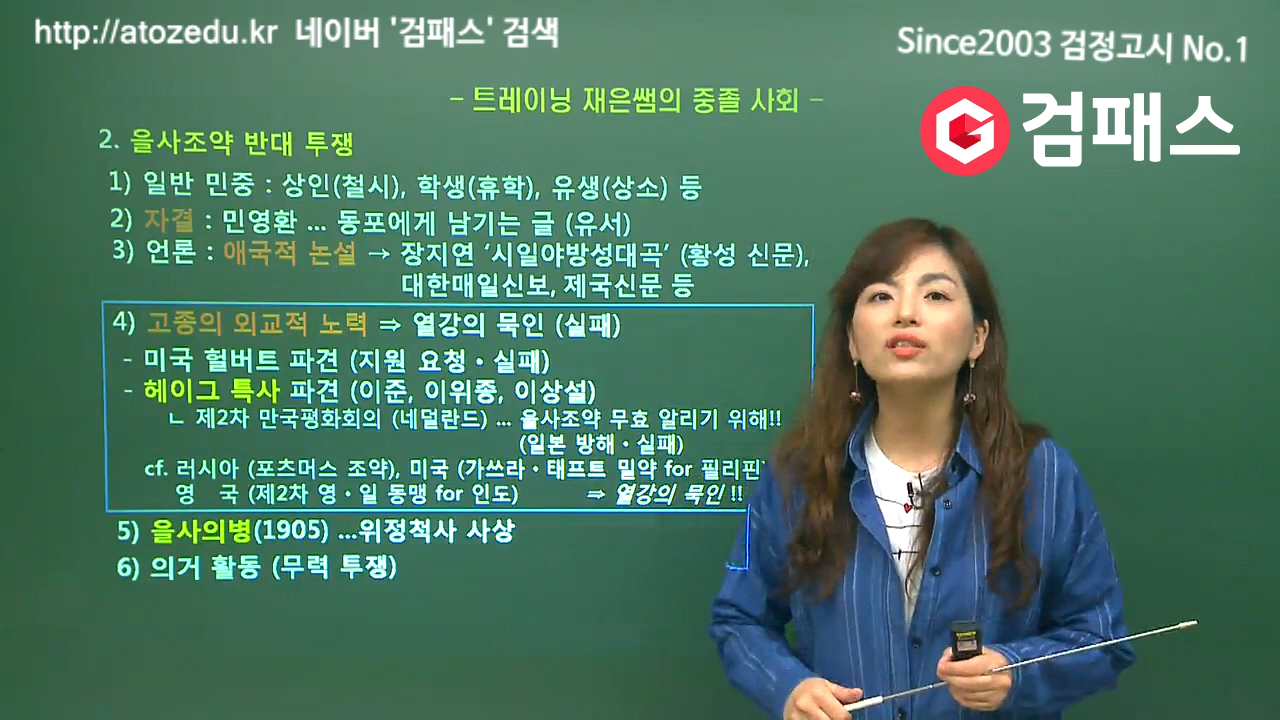 http://atozedu.kr 네이버 '검패스' 검색
Since2003 검정고시 No.1
검패스
- 트레이닝 재은쌤의 중졸 사회 -
2. 을사조약 반대 투쟁
1) 일반 민중 : 상인(철시), 학생(휴학), 유생(상소) 등
2) 자결 : 민영환 ... 동포에게 남기는 글 (유서)
3) 언론 : 애국적 논설 → 장지연 ‘시일야방성대곡’ (황성 신문),
대한매일신보, 제국신문 등
4) 고종의 외교적 노력 ⇒ 열강의 묵인 (실패)
- 미국 헐버트 파견 (지원 요청·실패)
- 헤이그 특사 파견 (이준, 이위종, 이상설)
ㄴ 제2차 만국평화회의 (네덜란드) ... 을사조약 무효 알리기 위해!!
(일본 방해·실패)
cf. 러시아 (포츠머스 조약), 미국 (가쓰라·태프트 밀약 for 필리핀)
영 국 (제2차 영·일 동맹 for 인도) ⇒ 열강의 묵인 !!
5) 을사의병(1905) ...위정척사 사상
6) 의거 활동 (무력 투쟁)